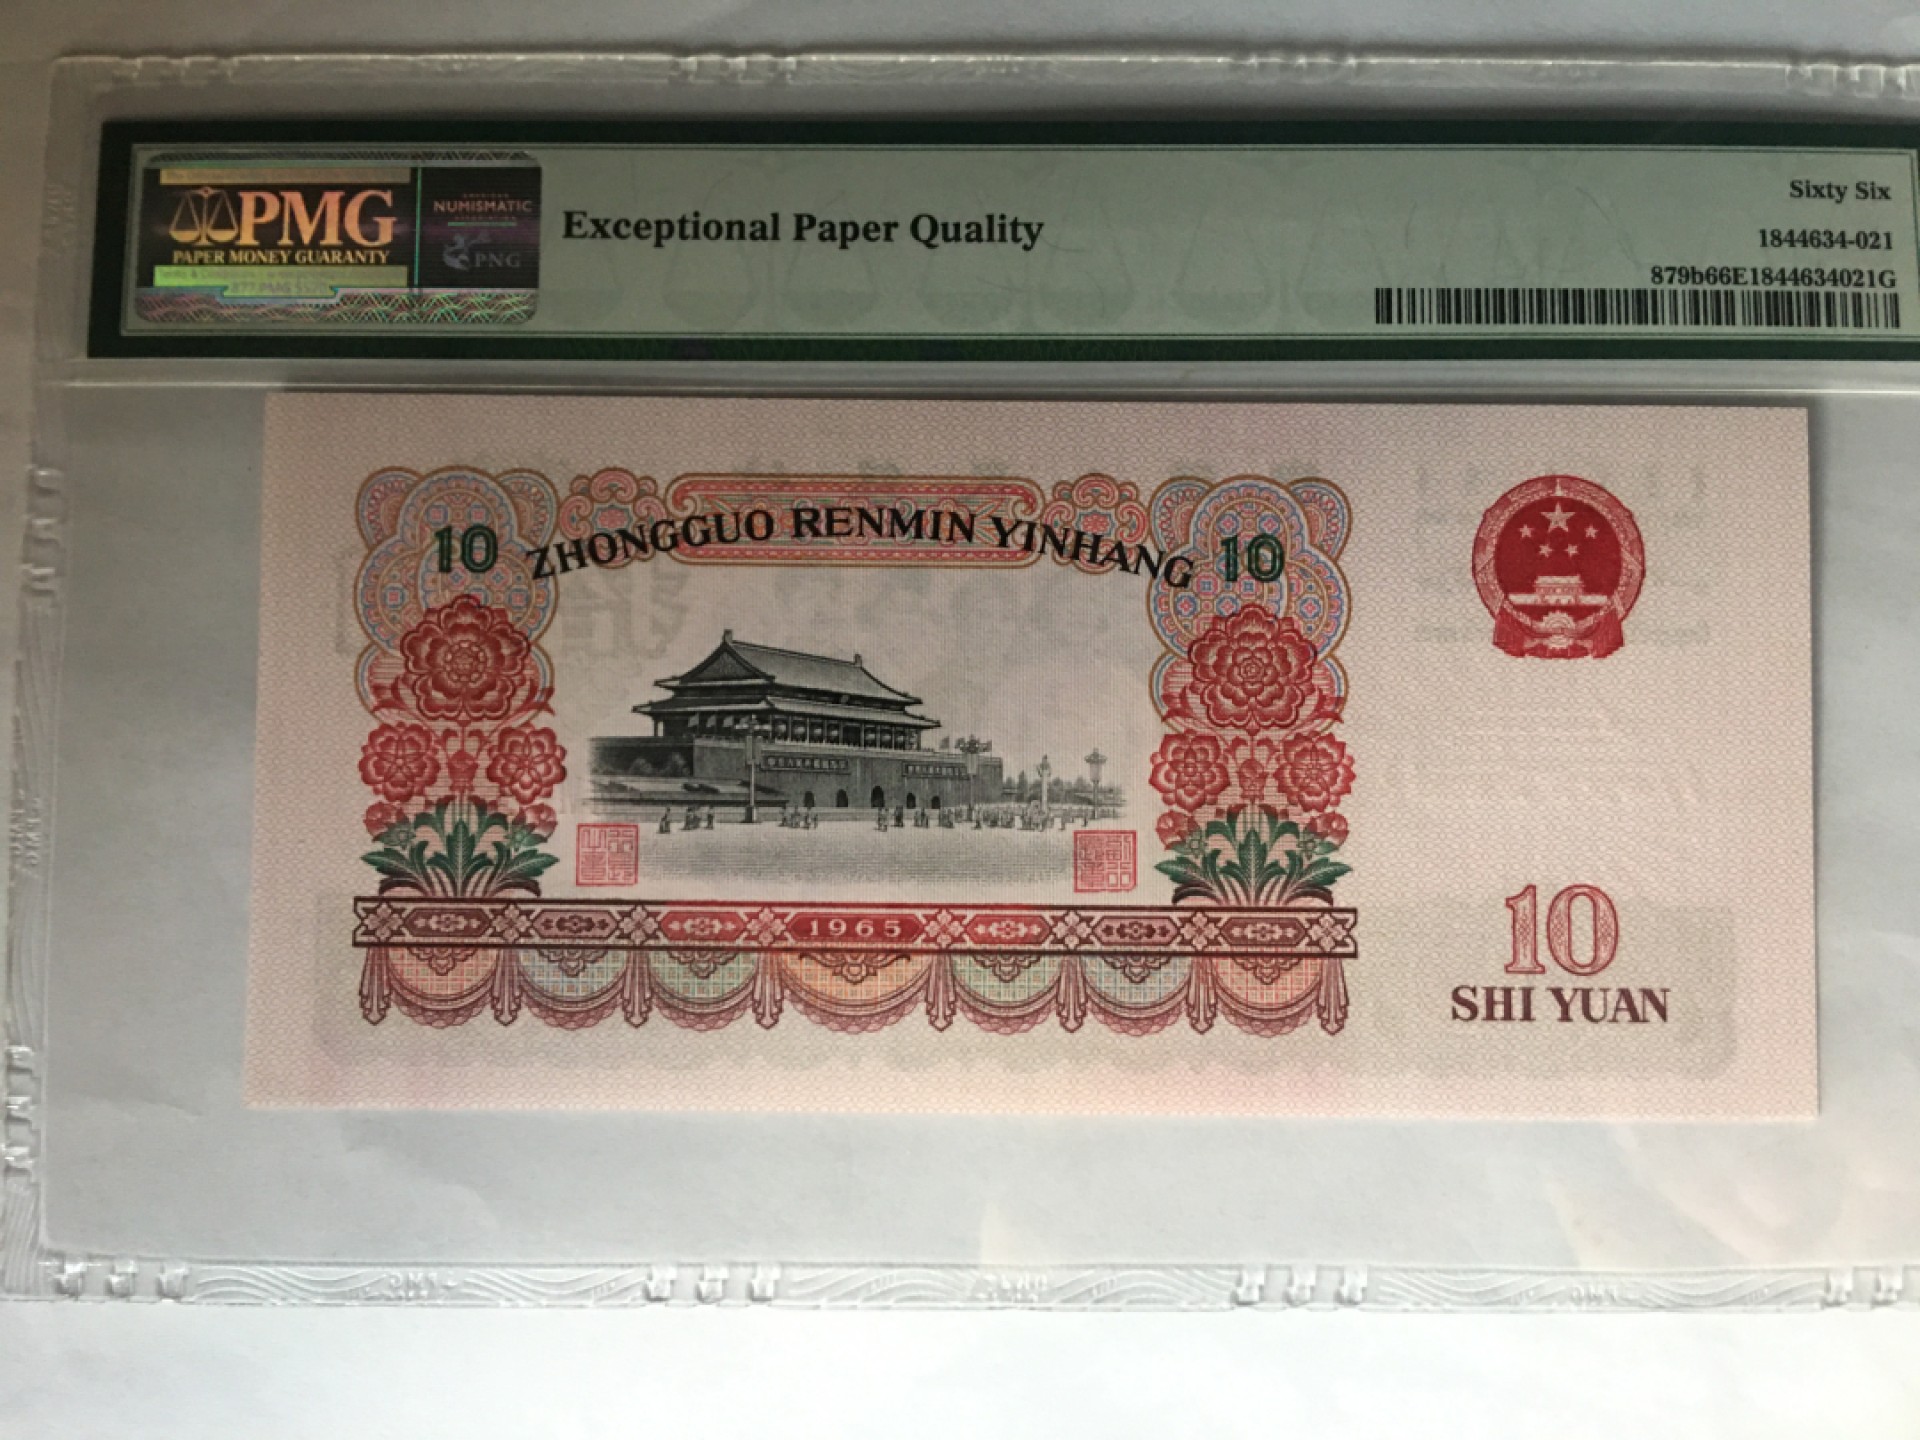 PMG
PAPER MONEY GUARANTY
NUMISMATIC
PNG
Exceptional Paper Quality
Sixty Six
1844634-021
879b66E1844634021G
10 ZHONGGUO RENMIN YINHANG 10
1965
10
SHI YUAN